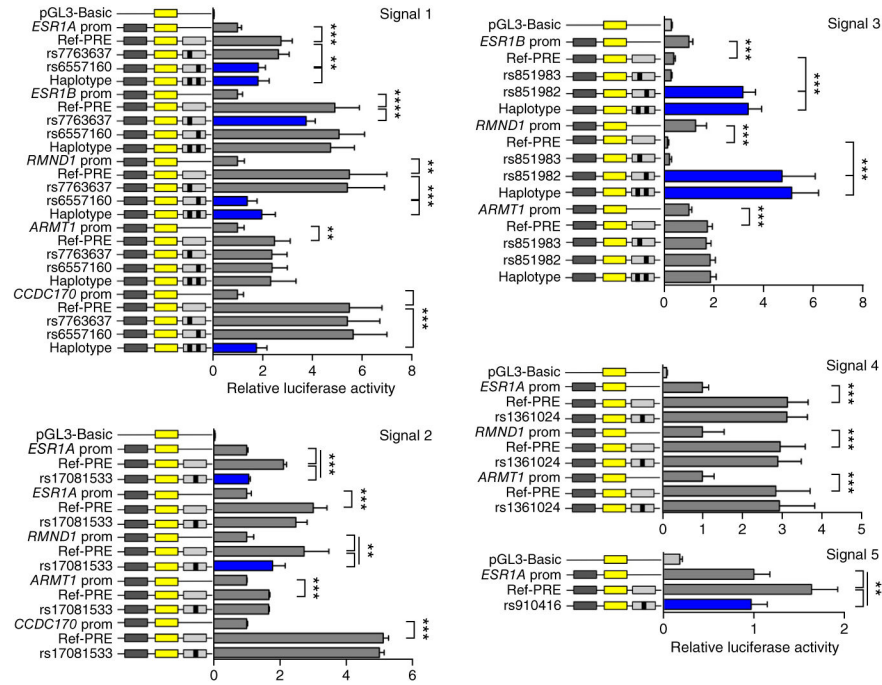 Signal 1
pGL3-Basic
ESR1A prom
Ref-PRE
rs7763637
rs6557160
Haplotype
ESR1B prom
Ref-PRE
rs7763637
rs6557160
Haplotype
RMND1 prom
Ref-PRE
rs7763637
rs6557160
Haplotype
ARMT1 prom
Ref-PRE
rs7763637
rs6557160
Haplotype
CCDC170 prom
Ref-PRE
rs7763637
rs6557160
Haplotype
*** ** **** *** ** *** ** ***
0 2 4 6 8
Relative luciferase activity
Signal 2
pGL3-Basic
ESR1A prom
Ref-PRE
rs17081533
ESR1A prom
Ref-PRE
rs17081533
RMND1 prom
Ref-PRE
rs17081533
ARMT1 prom
Ref-PRE
rs17081533
CCDC170 prom
Ref-PRE
rs17081533
*** *** ** *** ***
0 2 4 6
Signal 3
pGL3-Basic
ESR1B prom
Ref-PRE
rs851983
rs851982
Haplotype
RMND1 prom
Ref-PRE
rs851983
rs851982
Haplotype
ARMT1 prom
Ref-PRE
rs851983
rs851982
Haplotype
*** *** *** *** ***
0 2 4 6 8
Signal 4
pGL3-Basic
ESR1A prom
Ref-PRE
rs1361024
RMND1 prom
Ref-PRE
rs1361024
ARMT1 prom
Ref-PRE
rs1361024
*** *** ***
0 1 2 3 4 5
Signal 5
pGL3-Basic
ESR1A prom
Ref-PRE
rs910416
**
0 1 2
Relative luciferase activity